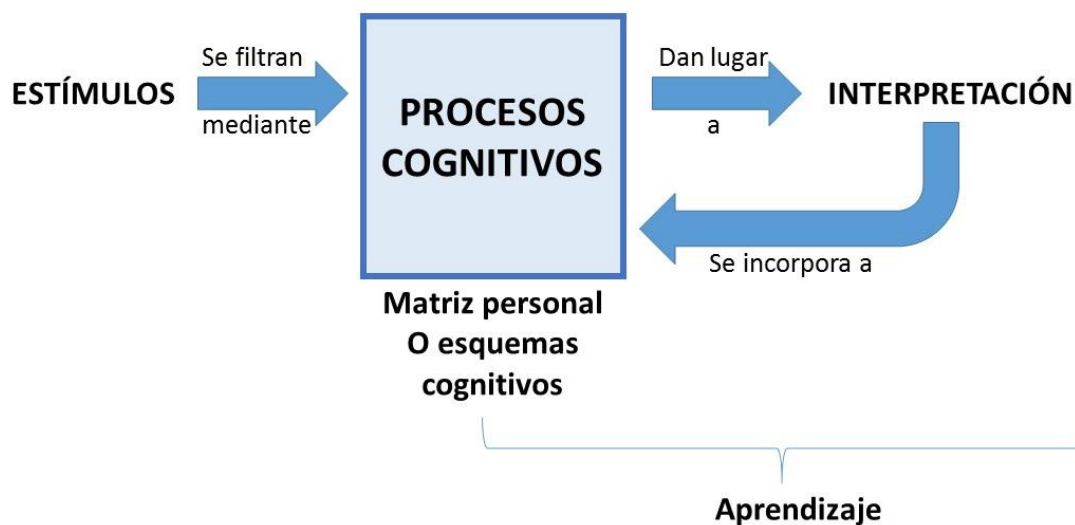 Se filtran
ESTÍMULOS
mediante
PROCESOS
COGNITIVOS
Dan lugar
a
INTERPRETACIÓN
Se incorpora a
Matriz personal
O esquemas
cognitivos
Aprendizaje